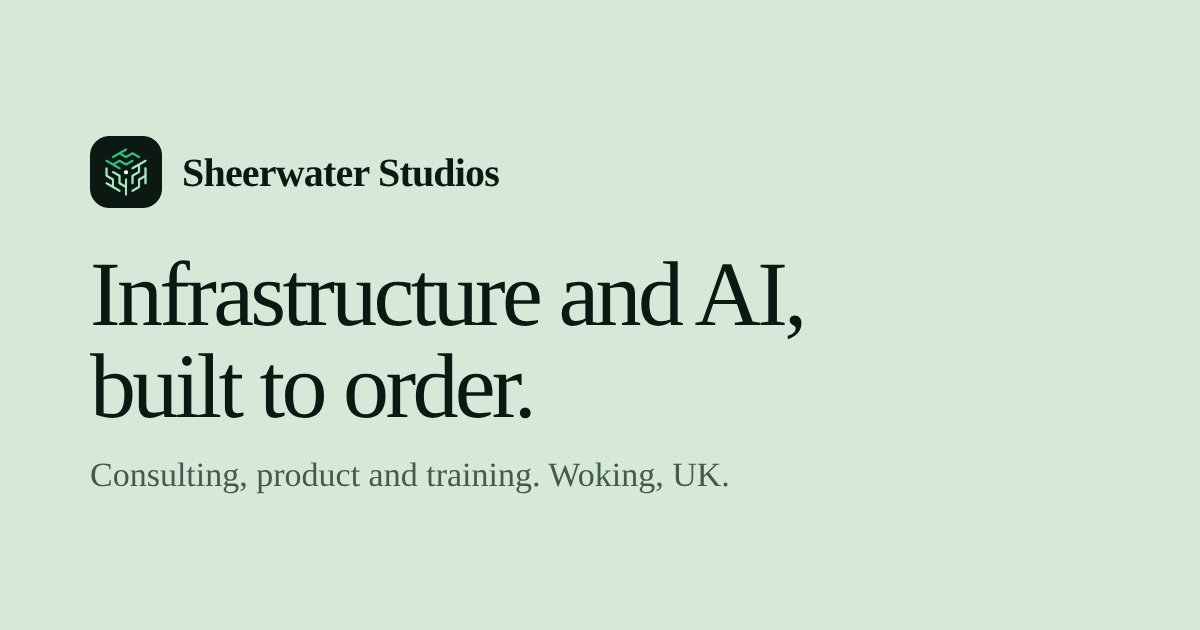 Sheerwater Studios
Infrastructure and AI,
built to order.
Consulting, product and training. Woking, UK.